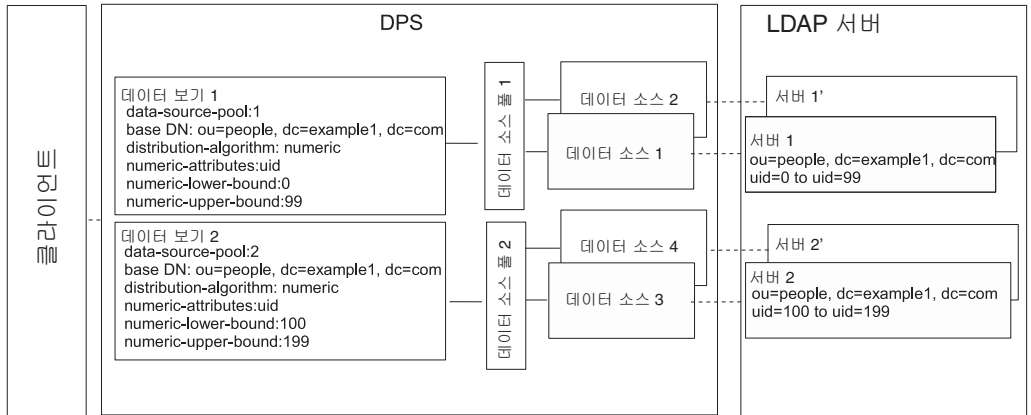 클라이언트
DPS
데이터 보기 1
data-source-pool:1
base DN: ou=people, dc=example1, dc=com
distribution-algorithm: numeric
numeric-attributes:uid
numeric-lower-bound:0
numeric-upper-bound:99
데이터 소스 풀 1
데이터 소스 2
데이터 소스 1
데이터 보기 2
data-source-pool:2
base DN: ou=people, dc=example1, dc=com
distribution-algorithm: numeric
numeric-attributes:uid
numeric-lower-bound:100
numeric-upper-bound:199
데이터 소스 풀 2
데이터 소스 4
데이터 소스 3
LDAP 서버
서버 1’
서버 1
ou=people, dc=example1, dc=com
uid=0 to uid=99
서버 2’
서버 2
ou=people, dc=example1, dc=com
uid=100 to uid=199